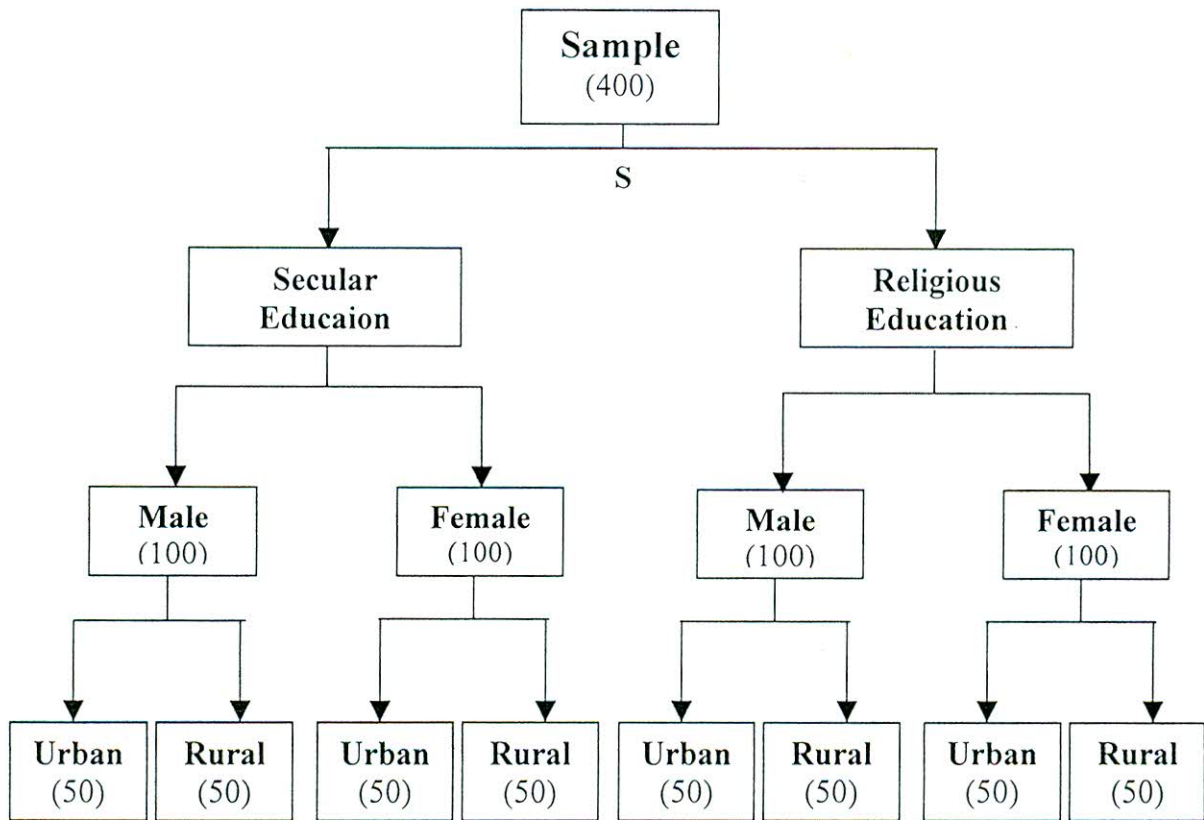 Sample
(400)
S
Secular
Educaion
Religious
Education
Male
(100)
Female
(100)
Male
(100)
Female
(100)
Urban
(50)
Rural
(50)
Urban
(50)
Rural
(50)
Urban
(50)
Rural
(50)
Urban
(50)
Rural
(50)